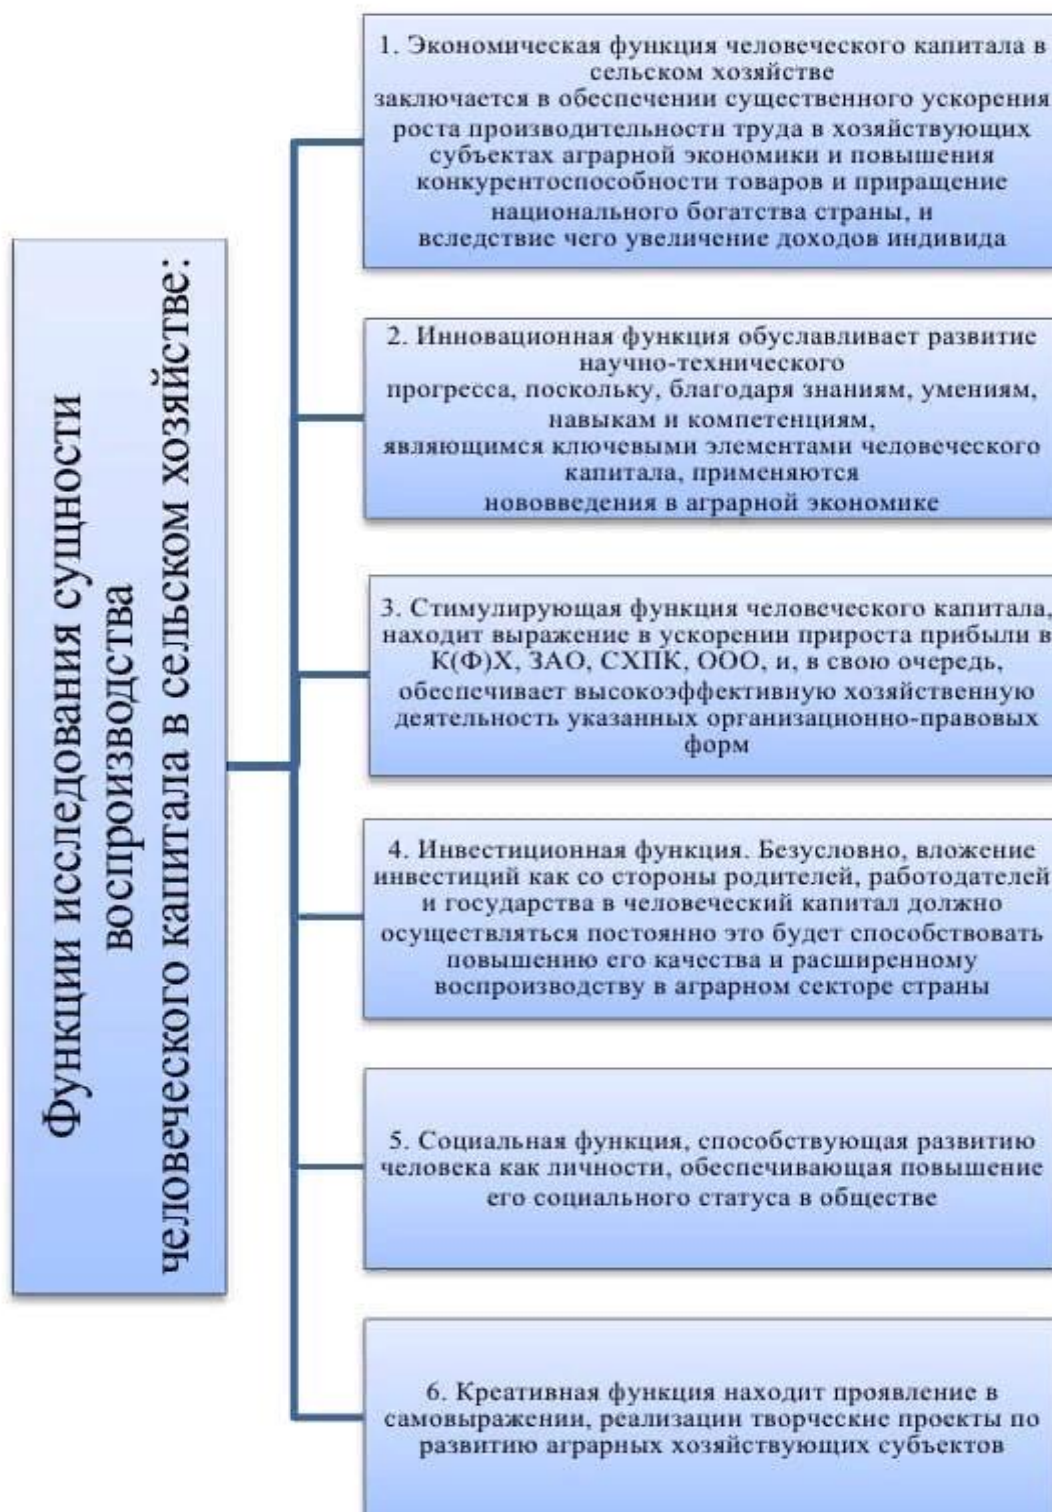 Функции исследования сущности
воспроизводства
человеческого капитала в сельском хозяйстве:
1. Экономическая функция человеческого капитала в
сельском хозяйстве
заключается в обеспечении существенного ускорения
роста производительности труда в хозяйствующих
субъектах аграрной экономики и повышения
конкурентоспособности товаров и приращение
национального богатства страны, и
вследствие чего увеличение доходов индивида
2. Инновационная функция обуславливает развитие
научно-технического
прогресса, поскольку, благодаря знаниям, умениям,
навыкам и компетенциям,
являющимся ключевыми элементами человеческого
капитала, применяются
нововведения в аграрной экономике
3. Стимулирующая функция человеческого капитала,
находит выражение в ускорении прироста прибыли в
К(Ф)Х, ЗАО, СХПК, ООО, и, в свою очередь,
обеспечивает высокоэффективную хозяйственную
деятельность указанных организационно-правовых
форм
4. Инвестиционная функция. Безусловно, вложение
инвестиций как со стороны родителей, работодателей
и государства в человеческий капитал должно
осуществляться постоянно это будет способствовать
повышению его качества и расширенному
воспроизводству в аграрном секторе страны
5. Социальная функция, способствующая развитию
человека как личности, обеспечивающая повышение
его социального статуса в обществе
6. Креативная функция находит проявление в
самовыражении, реализации творческие проекты по
развитию аграрных хозяйствующих субъектов